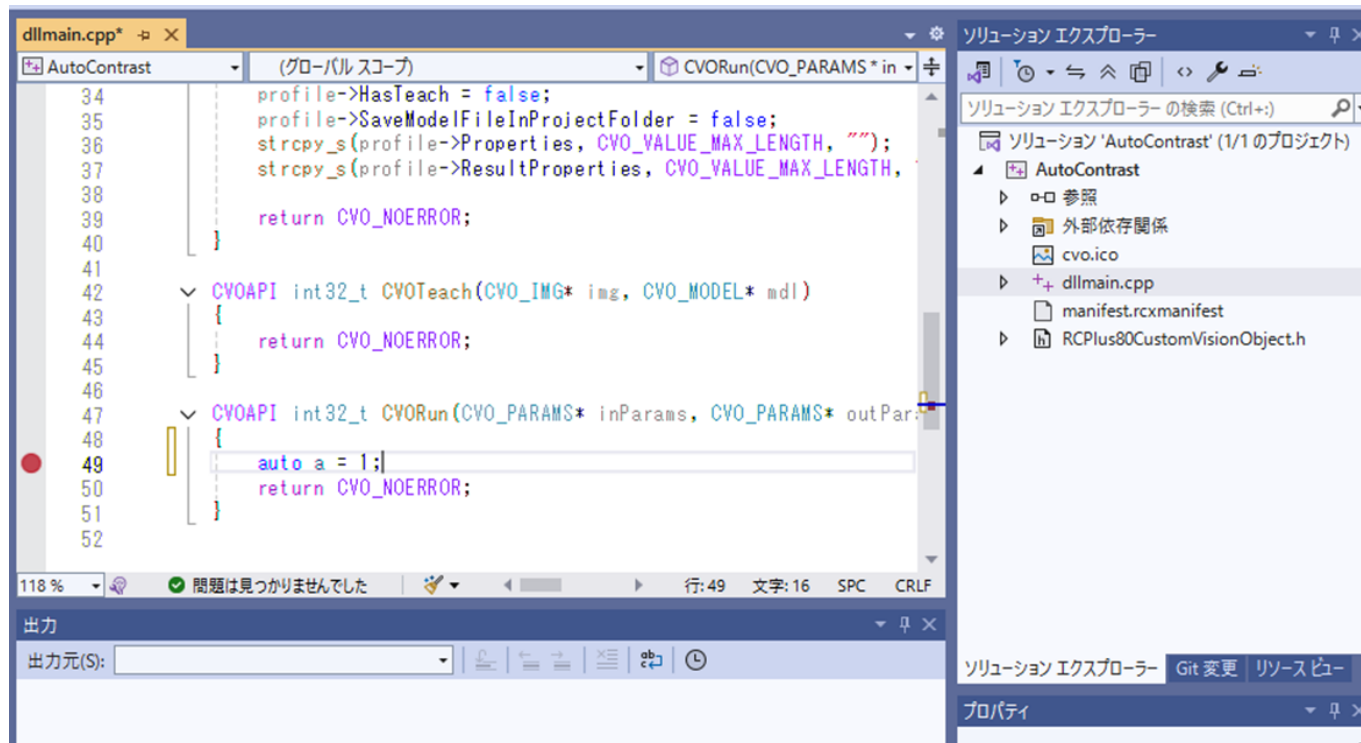 dllmain.cpp*
AutoContrast (グローバル スコープ) CVORun(CVO_PARAMS * in
34 profile->HasTeach = false;
35 profile->SaveModelFileInProjectFolder = false;
36 strcpy_s(profile->Properties, CVO_VALUE_MAX_LENGTH, "");
37 strcpy_s(profile->ResultProperties, CVO_VALUE_MAX_LENGTH,
38
39 return CVO_NOERROR;
40 }
41
42 CVOAPI int32_t CVOTeach(CVO_IMG* img, CVO_MODEL* mdl)
43 {
44 return CVO_NOERROR;
45 }
46
47 CVOAPI int32_t CVORun(CVO_PARAMS* inParams, CVO_PARAMS* outPar
48 {
49 auto a = 1;
50 return CVO_NOERROR;
51 }
52
118 % 問題は見つかりませんでした 行: 49 文字: 16 SPC CRLF
出力
出力元(S):
ソリューション エクスプローラー
ソリューション エクスプローラー の検索 (Ctrl+:)
ソリューション 'AutoContrast' (1/1 のプロジェクト)
AutoContrast
参照
外部依存関係
cvo.ico
dllmain.cpp
manifest.rcxmanifest
RCPlus80CustomVisionObject.h
ソリューション エクスプローラー Git 変更 リソース ビュー
プロパティ